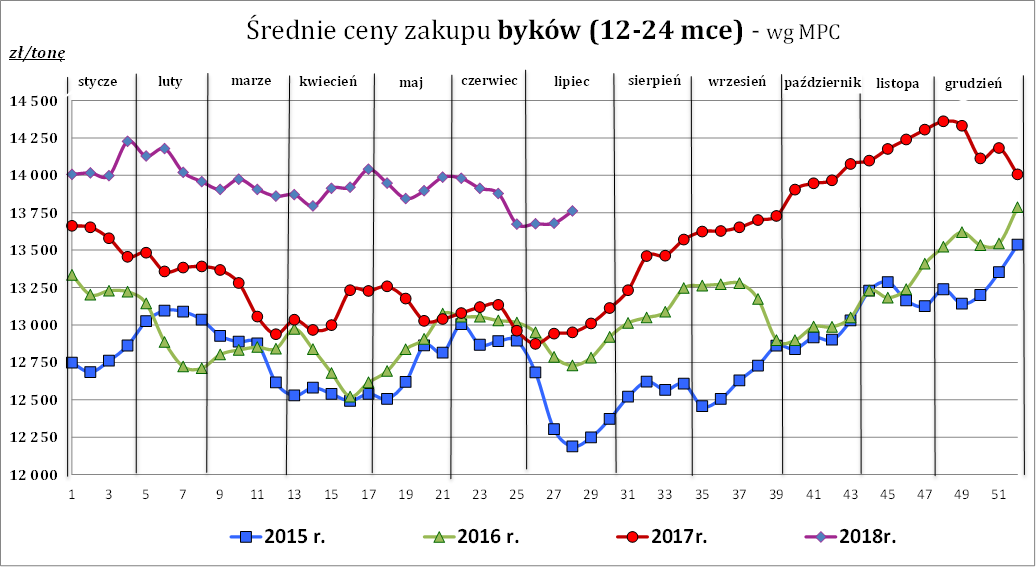 Średnie ceny zakupu byków (12-24 mce) - wg MPC
zł/tonę
stycze luty marze kwiecień maj czerwiec lipiec sierpień wrzesień październik listopa grudzień
14 500
14 250
14 000
13 750
13 500
13 250
13 000
12 750
12 500
12 250
12 000
1 3 5 7 9 11 13 15 17 19 21 23 25 27 29 31 33 35 37 39 41 43 45 47 49 51
2015 r. 2016 r. 2017r. 2018r.